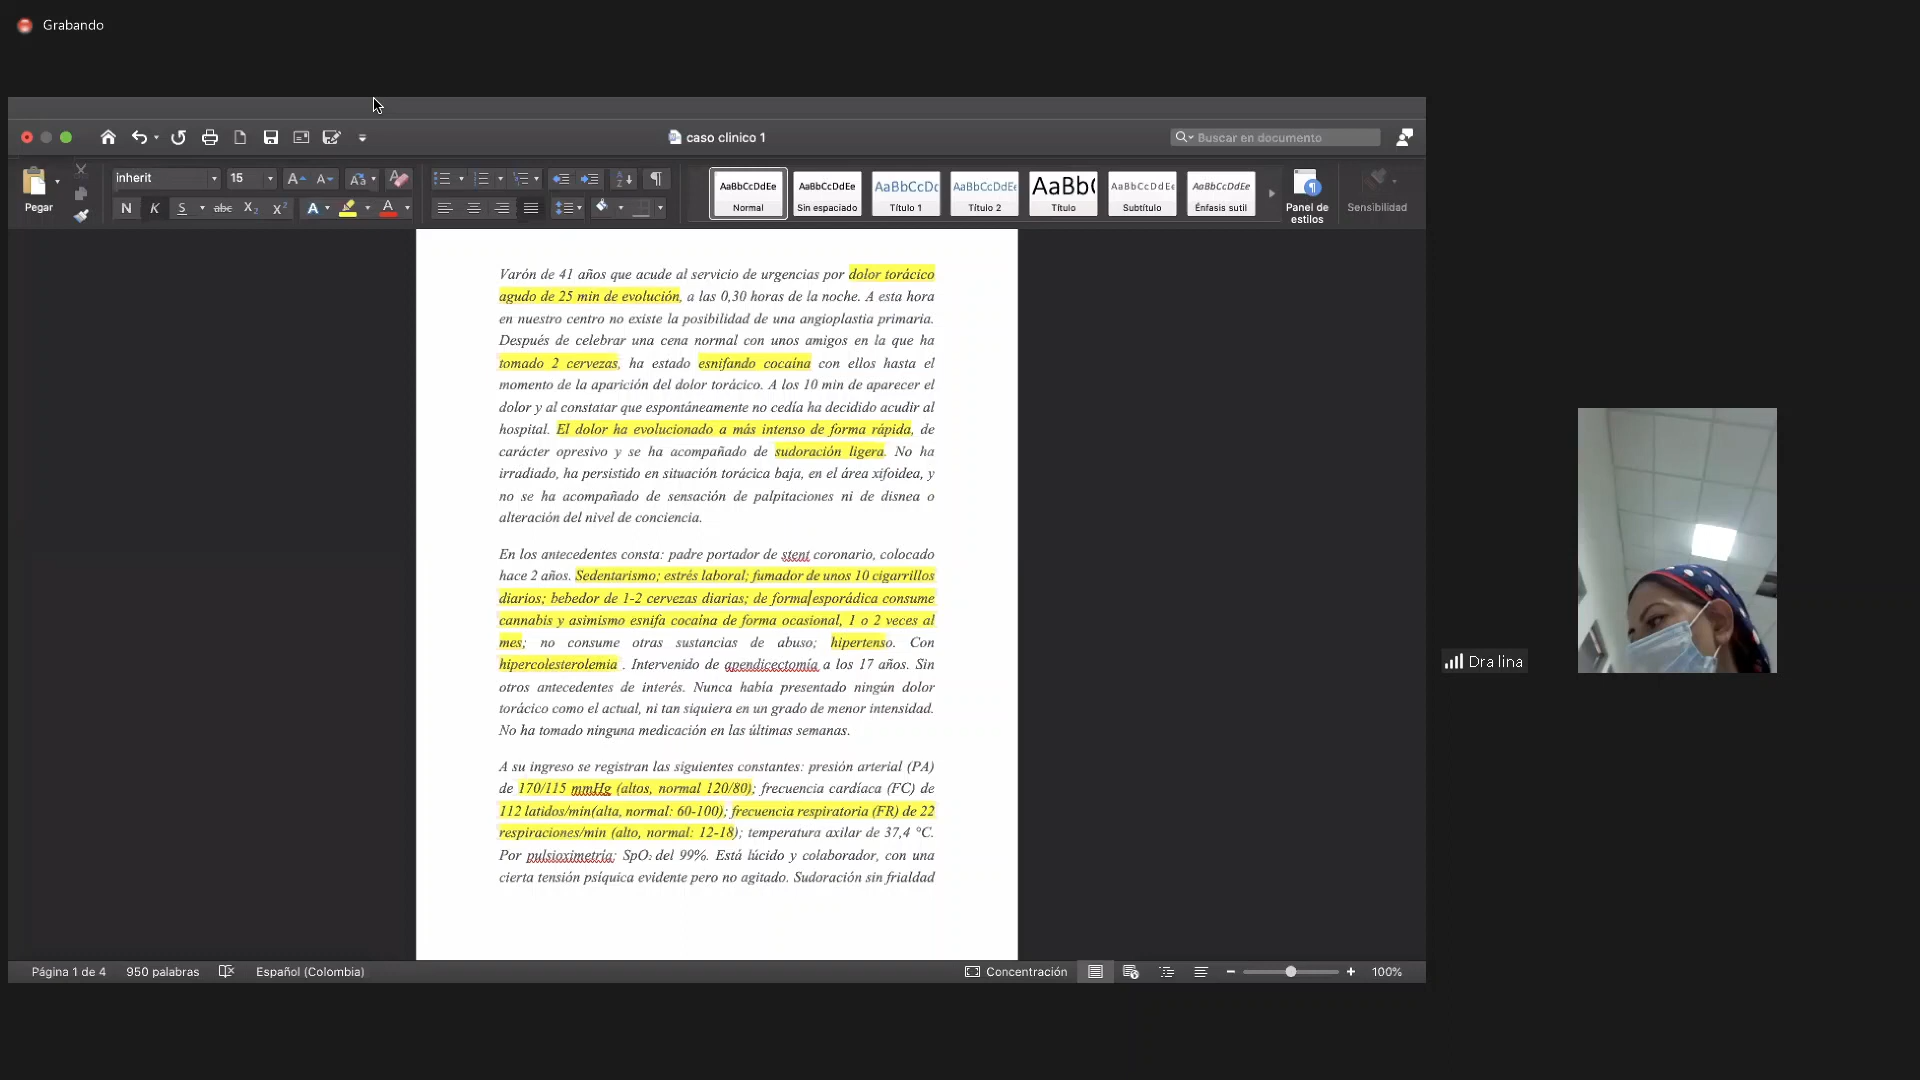 Grabando
caso clinico 1
Buscar en documento
Pegar
inherit
15
N K S abc X₂ X²
AaBbCcDdEe
Normal
AaBbCcDdEe
Sin espaciado
AaBbCcDc
Título 1
AaBbCcDdEe
Título 2
AaBb(
Título
AaBbCcDdEe
Subtítulo
AaBbCcDdEe
Énfasis sutil
Panel de
estilos
Sensibilidad
Varón de 41 años que acude al servicio de urgencias por dolor torácico
agudo de 25 min de evolución, a las 0,30 horas de la noche. A esta hora
en nuestro centro no existe la posibilidad de una angioplastia primaria.
Después de celebrar una cena normal con unos amigos en la que ha
tomado 2 cervezas, ha estado esnifando cocaína con ellos hasta el
momento de la aparición del dolor torácico. A los 10 min de aparecer el
dolor y al constatar que espontáneamente no cedía ha decidido acudir al
hospital. El dolor ha evolucionado a más intenso de forma rápida, de
carácter opresivo y se ha acompañado de sudoración ligera. No ha
irradiado, ha persistido en situación torácica baja, en el área xifoidea, y
no se ha acompañado de sensación de palpitaciones ni de disnea o
alteración del nivel de conciencia.
En los antecedentes consta: padre portador de stent coronario, colocado
hace 2 años. Sedentarismo; estrés laboral; fumador de unos 10 cigarrillos
diarios; bebedor de 1-2 cervezas diarias; de forma esporádica consume
cannabis y asimismo esnifa cocaína de forma ocasional, 1 o 2 veces al
mes; no consume otras sustancias de abuso; hipertenso. Con
hipercolesterolemia . Intervenido de apendicectomía a los 17 años. Sin
otros antecedentes de interés. Nunca había presentado ningún dolor
torácico como el actual, ni tan siquiera en un grado de menor intensidad.
No ha tomado ninguna medicación en las últimas semanas.
A su ingreso se registran las siguientes constantes: presión arterial (PA)
de 170/115 mmHg (altos, normal 120/80); frecuencia cardíaca (FC) de
112 latidos/min(alta, normal: 60-100); frecuencia respiratoria (FR) de 22
respiraciones/min (alto, normal: 12-18); temperatura axilar de 37,4 °C.
Por pulsioximetría: SpO₂ del 99%. Está lúcido y colaborador, con una
cierta tensión psíquica evidente pero no agitado. Sudoración sin frialdad
Dra lina
Página 1 de 4
950 palabras
Español (Colombia)
Concentración
100%